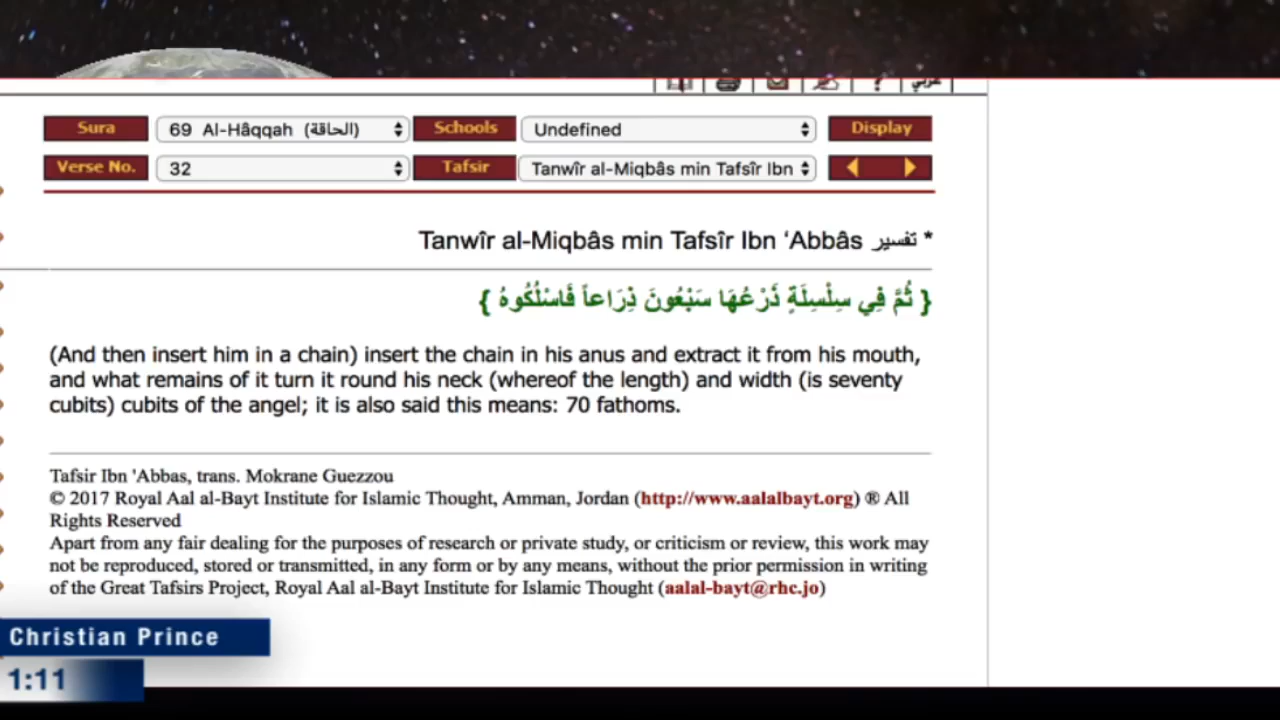 عربي
Sura 69 Al-Hâqqah (الحاقة) Schools Undefined Display
Verse No. 32 Tafsir Tanwîr al-Miqbâs min Tafsîr Ibn
Tanwîr al-Miqbâs min Tafsîr Ibn ‘Abbâs تفسير *
{ ثُمَّ فِي سِلْسِلَةٍ ذَرْعُهَا سَبْعُونَ ذِرَاعاً فَاسْلُكُوهُ }
(And then insert him in a chain) insert the chain in his anus and extract it from his mouth,
and what remains of it turn it round his neck (whereof the length) and width (is seventy
cubits) cubits of the angel; it is also said this means: 70 fathoms.
Tafsir Ibn 'Abbas, trans. Mokrane Guezzou
© 2017 Royal Aal al-Bayt Institute for Islamic Thought, Amman, Jordan (http://www.aalalbayt.org) ® All
Rights Reserved
Apart from any fair dealing for the purposes of research or private study, or criticism or review, this work may
not be reproduced, stored or transmitted, in any form or by any means, without the prior permission in writing
of the Great Tafsirs Project, Royal Aal al-Bayt Institute for Islamic Thought (aalal-bayt@rhc.jo)
Christian Prince
1:11